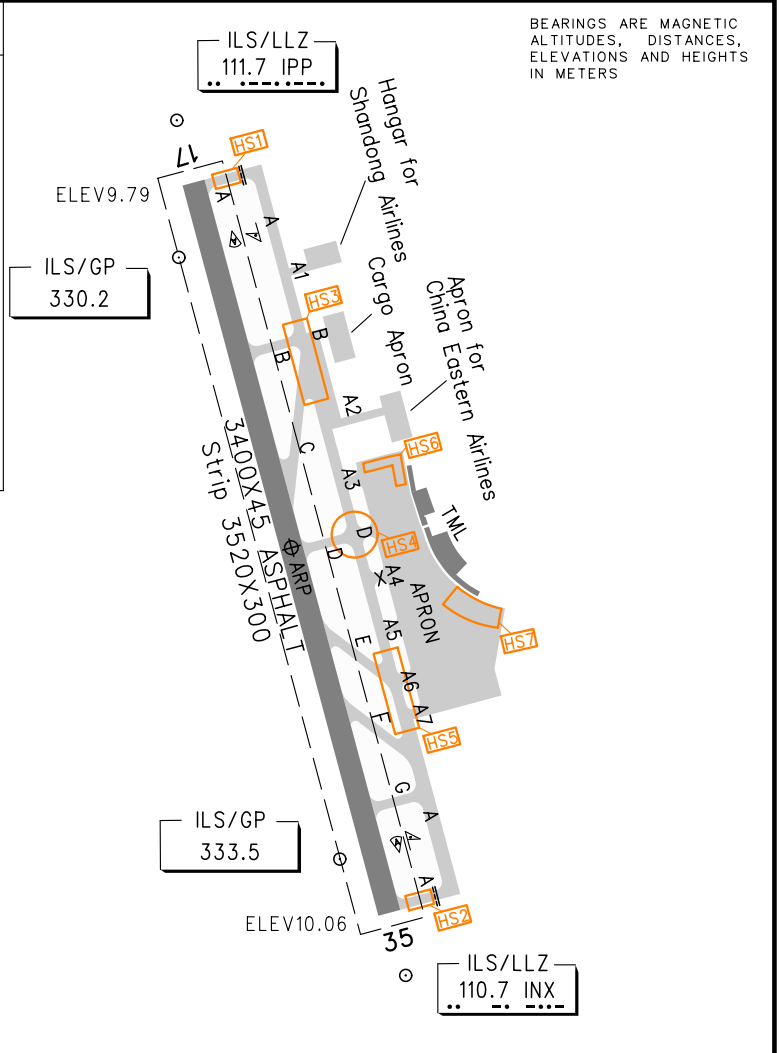 BEARINGS ARE MAGNETIC
ALTITUDES, DISTANCES,
ELEVATIONS AND HEIGHTS
IN METERS
ILS/LLZ
111.7 IPP
HS1
17
ELEV9.79
A
A
Hangar for
Shandong Airlines
A1
ILS/GP
330.2
HS3
Cargo Apron
B
B
Apron for
China Eastern Airlines
A2
C
HS6
A3
3400X45 ASPHALT
Strip 3520X300
TML
D
D
HS4
ARP
A4
X
APRON
A5
E
HS7
A6
A7
F
HS5
G
A
ILS/GP
333.5
A
HS2
ELEV10.06
35
ILS/LLZ
110.7 INX